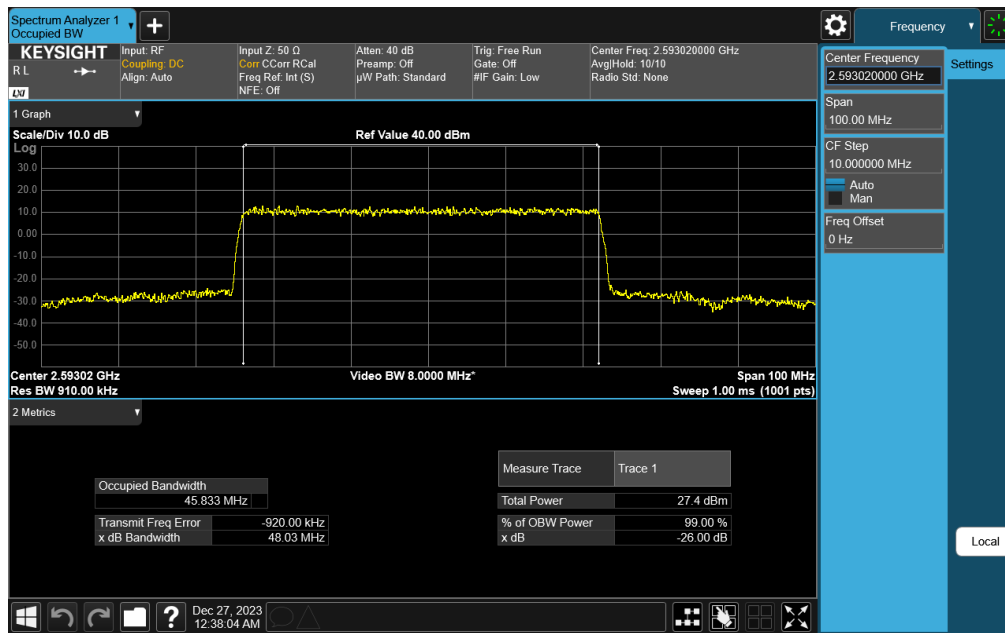 Spectrum Analyzer 1
Occupied BW
Frequency
KEYSIGHT
RL
LXI
Input: RF
Coupling: DC
Align: Auto
Input Z: 50 Ω
Corr CCorr RCal
Freq Ref: Int (S)
NFE: Off
Atten: 40 dB
Preamp: Off
µW Path: Standard
Trig: Free Run
Gate: Off
#IF Gain: Low
Center Freq: 2.593020000 GHz
Avg|Hold: 10/10
Radio Std: None
Center Frequency
2.593020000 GHz
Settings
Span
100.00 MHz
CF Step
10.000000 MHz
Auto
Man
Freq Offset
0 Hz
Local
1 Graph
Scale/Div 10.0 dB
Ref Value 40.00 dBm
Log
30.0
20.0
10.0
0.00
-10.0
-20.0
-30.0
-40.0
-50.0
Center 2.59302 GHz
Video BW 8.0000 MHz*
Span 100 MHz
Res BW 910.00 kHz
Sweep 1.00 ms (1001 pts)
2 Metrics
Measure Trace Trace 1
Occupied Bandwidth
45.833 MHz
Total Power 27.4 dBm
Transmit Freq Error -920.00 kHz
% of OBW Power 99.00 %
x dB Bandwidth 48.03 MHz
x dB -26.00 dB
?
Dec 27, 2023
12:38:04 AM